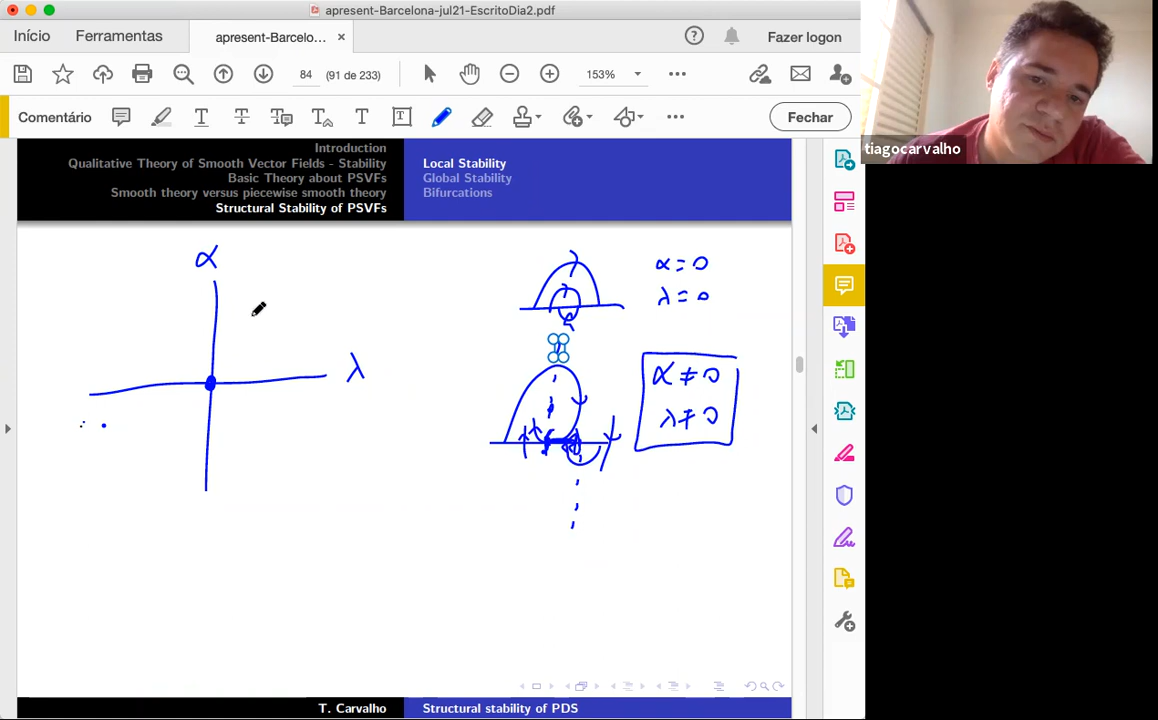 apresent-Barcelona-jul21-EscritoDia2.pdf
Início
Ferramentas
apresent-Barcelo...
Fazer logon
84
(91 de 233)
153%
Comentário
Fechar
tiagocarvalho
Introduction
Qualitative Theory of Smooth Vector Fields - Stability
Basic Theory about PSVFs
Smooth theory versus piecewise smooth theory
Structural Stability of PSVFs
Local Stability
Global Stability
Bifurcations
α
λ
α = 0
λ = 0
α ≠ 0
λ ≠ 0
T. Carvalho
Structural stability of PDS